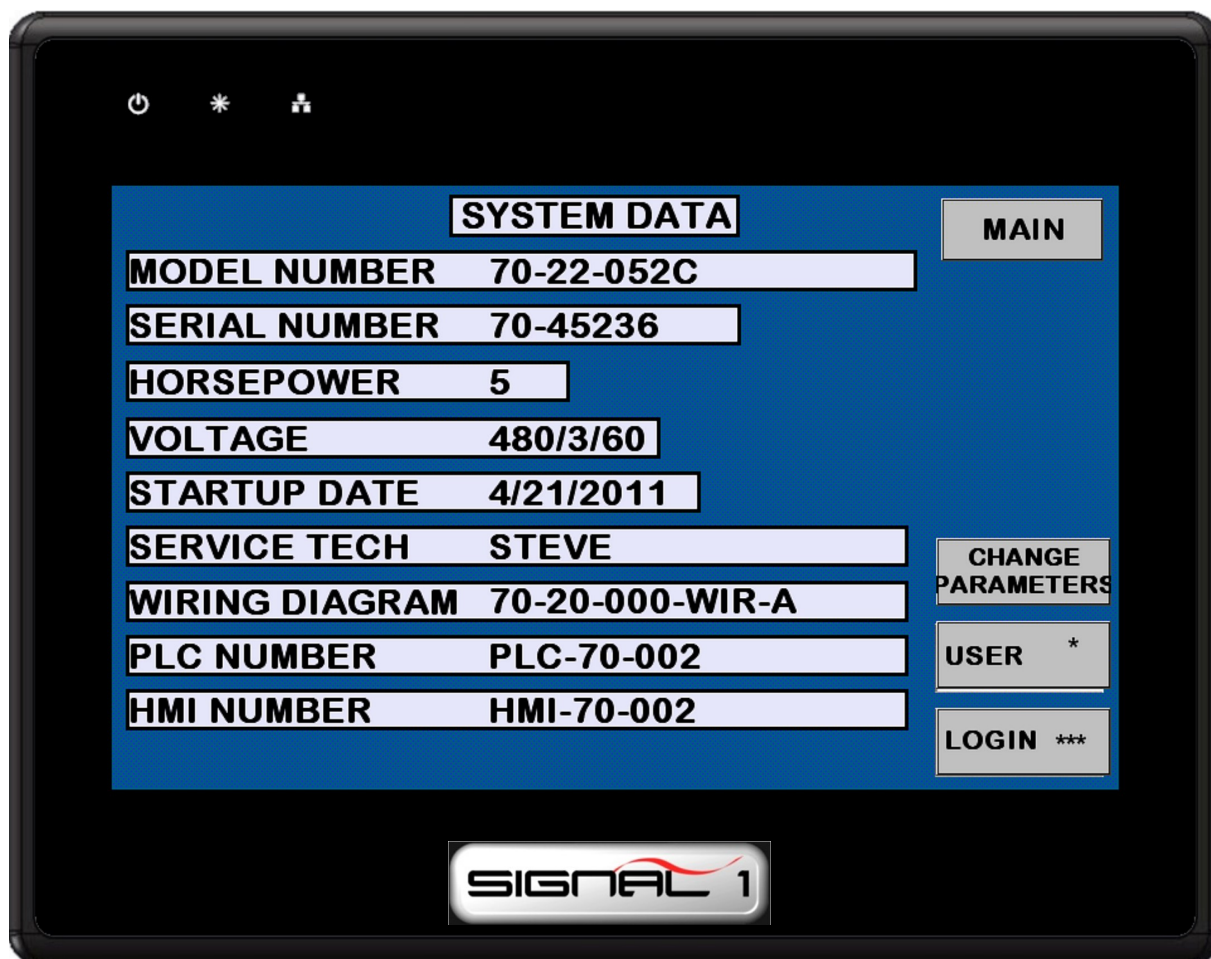 SYSTEM DATA
MAIN
MODEL NUMBER 70-22-052C
SERIAL NUMBER 70-45236
HORSEPOWER 5
VOLTAGE 480/3/60
STARTUP DATE 4/21/2011
SERVICE TECH STEVE
WIRING DIAGRAM 70-20-000-WIR-A
PLC NUMBER PLC-70-002
HMI NUMBER HMI-70-002
CHANGE
PARAMETERS
USER *
LOGIN ***
SIGNAL 1